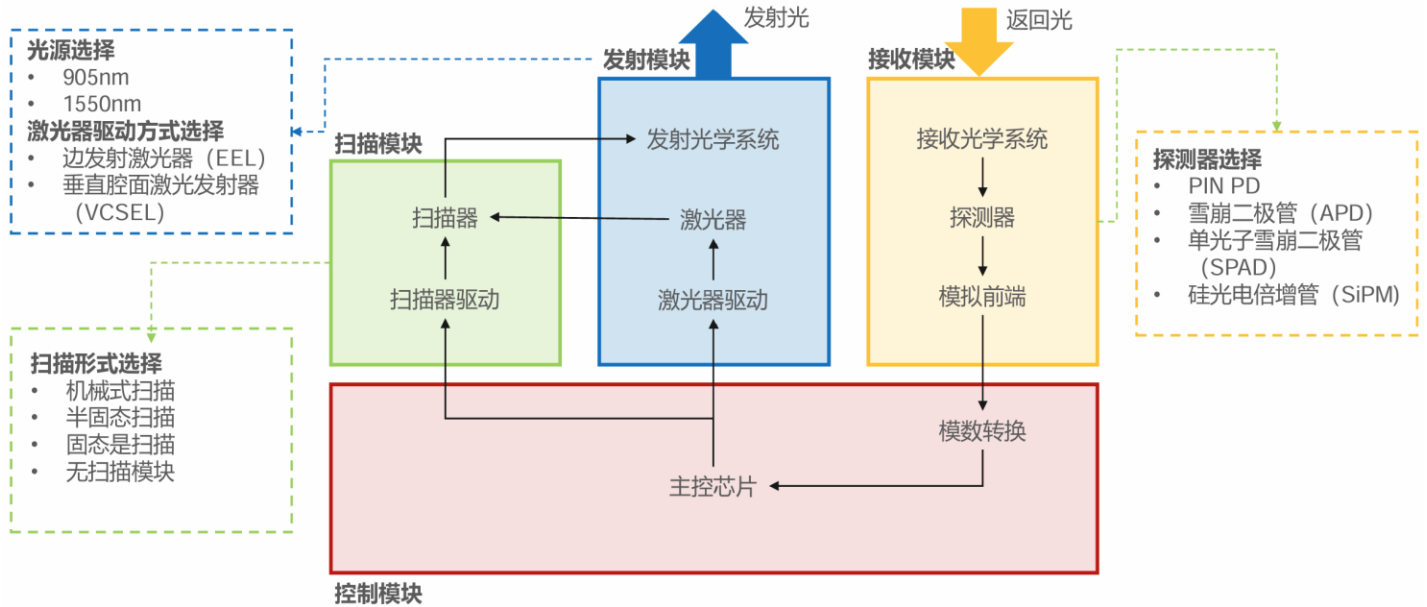 发射光
返回光
光源选择
• 905nm
• 1550nm
激光器驱动方式选择
• 边发射激光器（EEL）
• 垂直腔面激光发射器
（VCSEL）
发射模块
接收模块
扫描模块
发射光学系统
接收光学系统
扫描器
激光器
探测器
扫描器驱动
激光器驱动
模拟前端
探测器选择
• PIN PD
• 雪崩二极管（APD）
• 单光子雪崩二极管
（SPAD）
• 硅光电倍增管（SiPM)
扫描形式选择
• 机械式扫描
• 半固态扫描
• 固态是扫描
• 无扫描模块
模数转换
主控芯片
控制模块